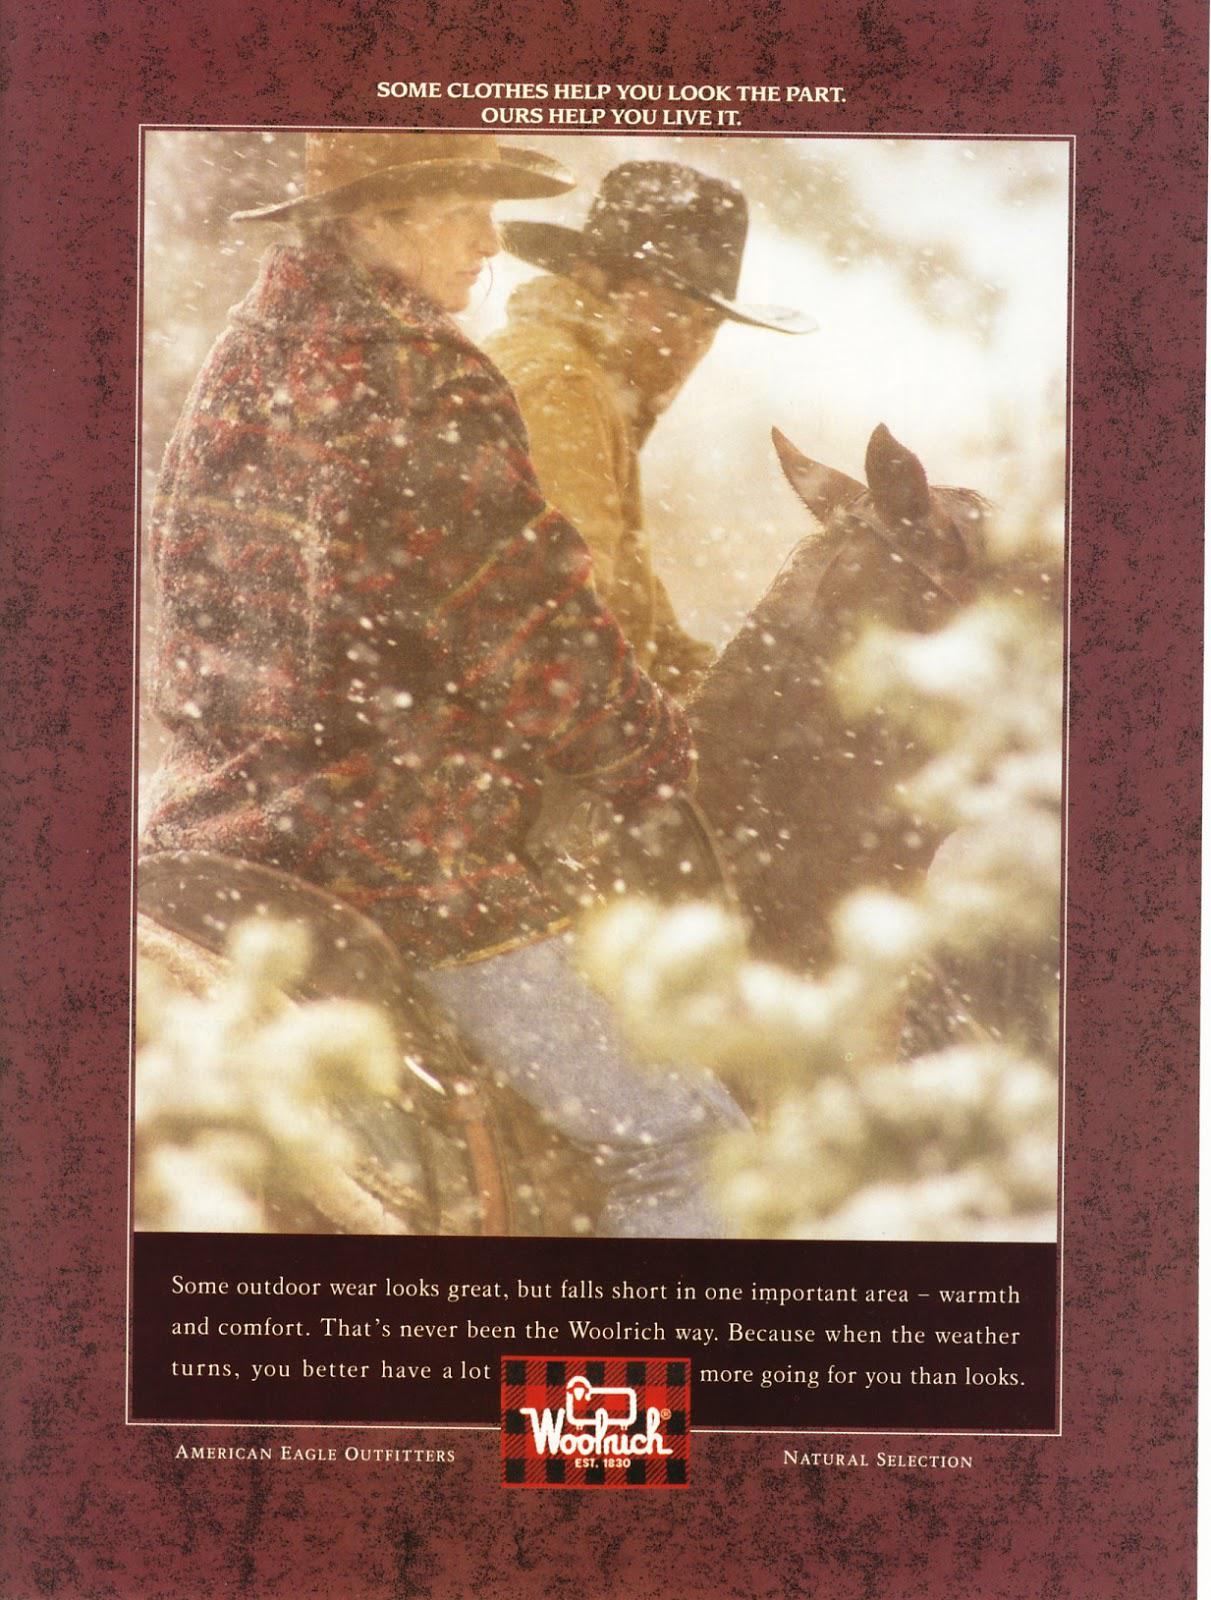 SOME CLOTHES HELP YOU LOOK THE PART.
OURS HELP YOU LIVE IT.
Some outdoor wear looks great, but falls short in one important area – warmth
and comfort. That's never been the Woolrich way. Because when the weather
turns, you better have a lot more going for you than looks.
Woolrich®
EST. 1830
AMERICAN EAGLE OUTFITTERS
NATURAL SELECTION